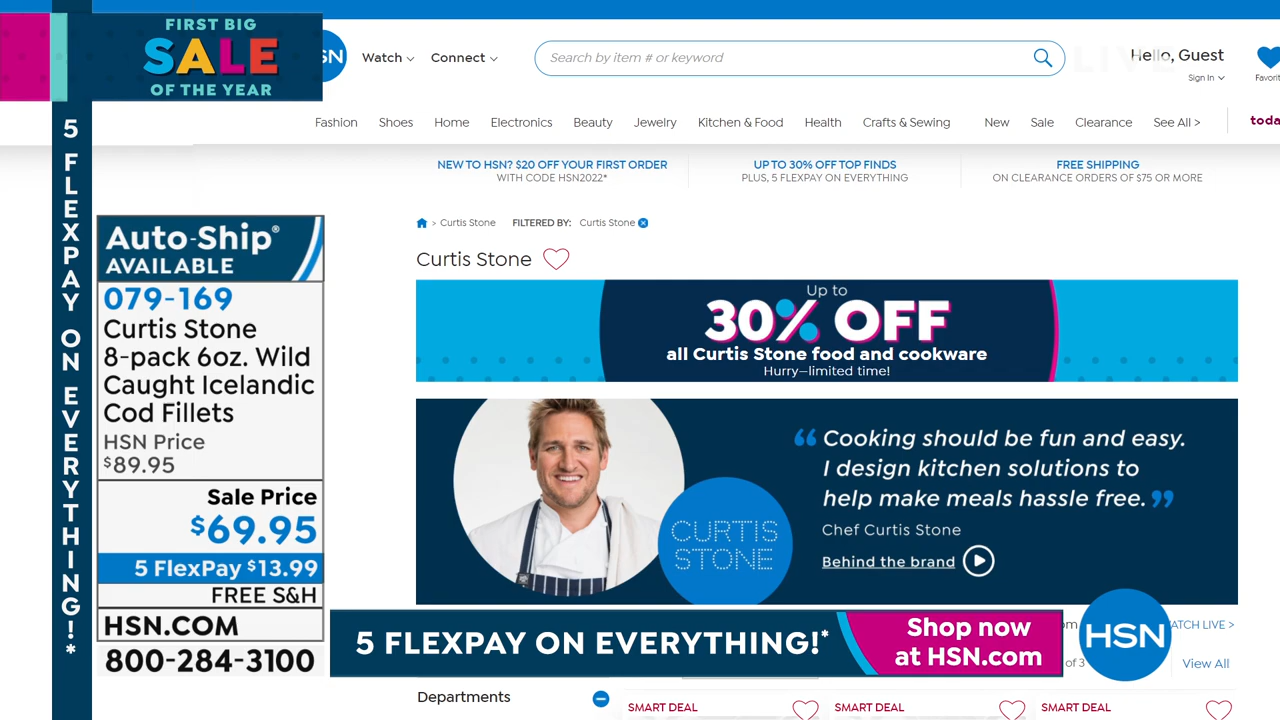 FIRST BIG
SALE
OF THE YEAR
5 FLEXPAY ON EVERYTHING!*
Watch
Connect
Search by item # or keyword
LIVE
Hello, Guest
Sign In
Fashion
Shoes
Home
Electronics
Beauty
Jewelry
Kitchen & Food
Health
Crafts & Sewing
New
Sale
Clearance
See All >
NEW TO HSN? $20 OFF YOUR FIRST ORDER
WITH CODE HSN2022*
UP TO 30% OFF TOP FINDS
PLUS, 5 FLEXPAY ON EVERYTHING
FREE SHIPPING
ON CLEARANCE ORDERS OF $75 OR MORE
> Curtis Stone
FILTERED BY:
Curtis Stone
Curtis Stone
Up to
30% OFF
all Curtis Stone food and cookware
Hurry—limited time!
“ Cooking should be fun and easy.
I design kitchen solutions to
help make meals hassle free. ”
Chef Curtis Stone
Behind the brand
CURTIS
STONE
Auto-Ship®
AVAILABLE
079-169
Curtis Stone
8-pack 6oz. Wild
Caught Icelandic
Cod Fillets
HSN Price
$89.95
Sale Price
$69.95
5 FlexPay $13.99
FREE S&H
HSN.COM
800-284-3100
5 FLEXPAY ON EVERYTHING!*
Shop now
at HSN.com
HSN
WATCH LIVE >
of 3
View All
Departments
SMART DEAL
SMART DEAL
SMART DEAL